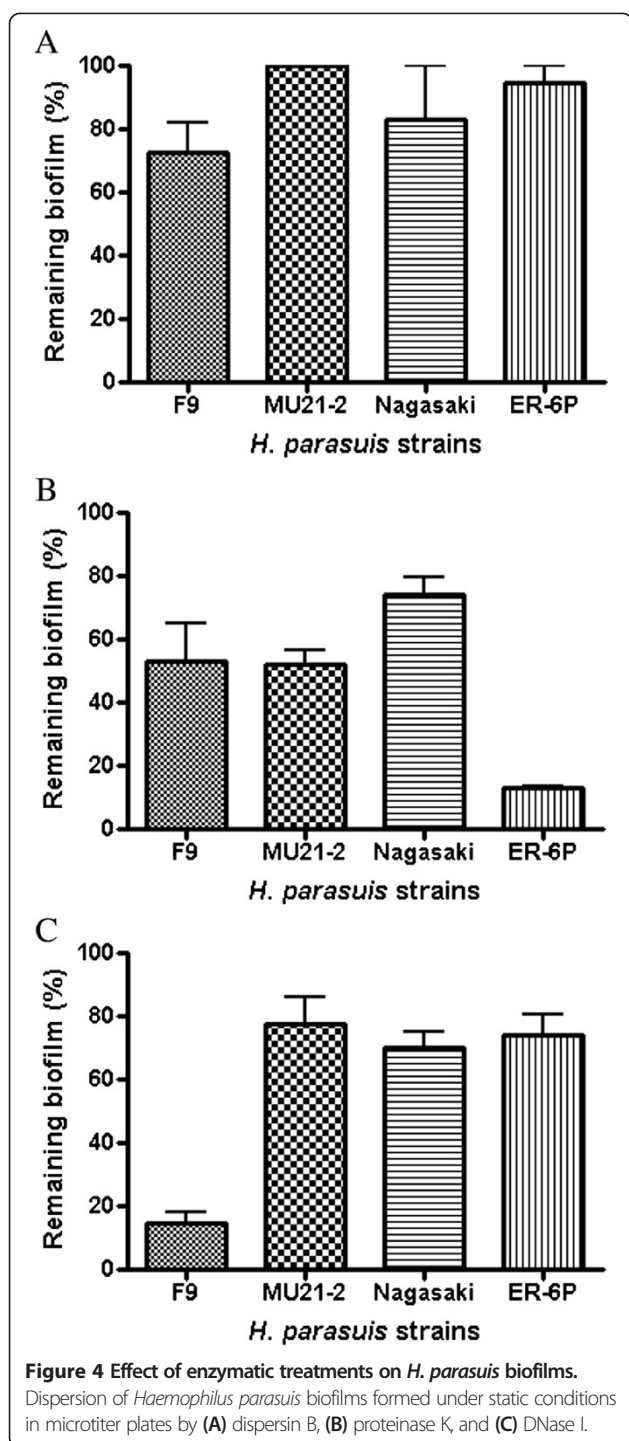 A
100
80
60
40
20
0
Remaining biofilm (%)
F9 MU21-2 Nagasaki ER-6P
H. parasuis strains
B
100
80
60
40
20
0
Remaining biofilm (%)
F9 MU21-2 Nagasaki ER-6P
H. parasuis strains
C
100
80
60
40
20
0
Remaining biofilm (%)
F9 MU21-2 Nagasaki ER-6P
H. parasuis strains
Figure 4 Effect of enzymatic treatments on H. parasuis biofilms.
Dispersion of Haemophilus parasuis biofilms formed under static conditions
in microtiter plates by (A) dispersin B, (B) proteinase K, and (C) DNase I.